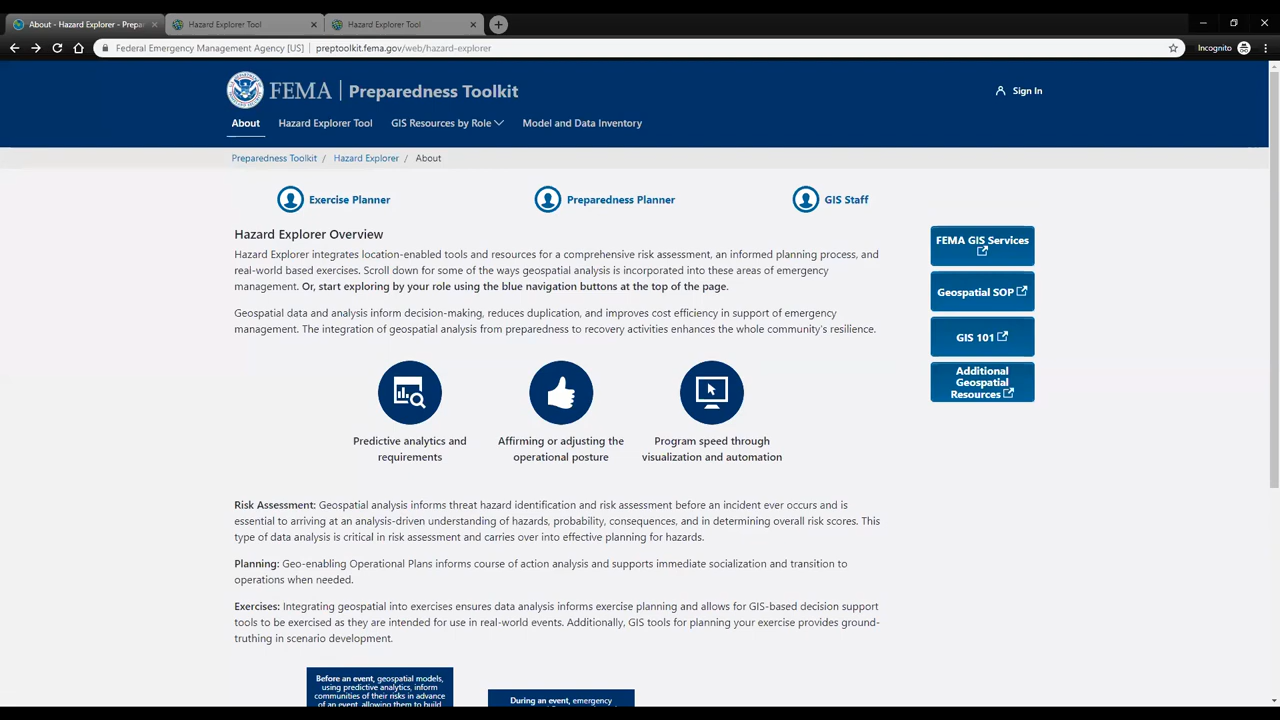 About - Hazard Explorer - Prepar
Hazard Explorer Tool
Hazard Explorer Tool
Federal Emergency Management Agency [US] | preptoolkit.fema.gov/web/hazard-explorer
Incognito
FEMA | Preparedness Toolkit
Sign In
About
Hazard Explorer Tool
GIS Resources by Role
Model and Data Inventory
Preparedness Toolkit / Hazard Explorer / About
Exercise Planner
Preparedness Planner
GIS Staff
Hazard Explorer Overview
Hazard Explorer integrates location-enabled tools and resources for a comprehensive risk assessment, an informed planning process, and
real-world based exercises. Scroll down for some of the ways geospatial analysis is incorporated into these areas of emergency
management. Or, start exploring by your role using the blue navigation buttons at the top of the page.
Geospatial data and analysis inform decision-making, reduces duplication, and improves cost efficiency in support of emergency
management. The integration of geospatial analysis from preparedness to recovery activities enhances the whole community's resilience.
FEMA GIS Services
Geospatial SOP
GIS 101
Additional
Geospatial
Resources
Predictive analytics and
requirements
Affirming or adjusting the
operational posture
Program speed through
visualization and automation
Risk Assessment: Geospatial analysis informs threat hazard identification and risk assessment before an incident ever occurs and is
essential to arriving at an analysis-driven understanding of hazards, probability, consequences, and in determining overall risk scores. This
type of data analysis is critical in risk assessment and carries over into effective planning for hazards.
Planning: Geo-enabling Operational Plans informs course of action analysis and supports immediate socialization and transition to
operations when needed.
Exercises: Integrating geospatial into exercises ensures data analysis informs exercise planning and allows for GIS-based decision support
tools to be exercised as they are intended for use in real-world events. Additionally, GIS tools for planning your exercise provides ground-
truthing in scenario development.
Before an event, geospatial models,
using predictive analytics, inform
communities of their risks in advance
of an event, allowing them to build
During an event, emergency